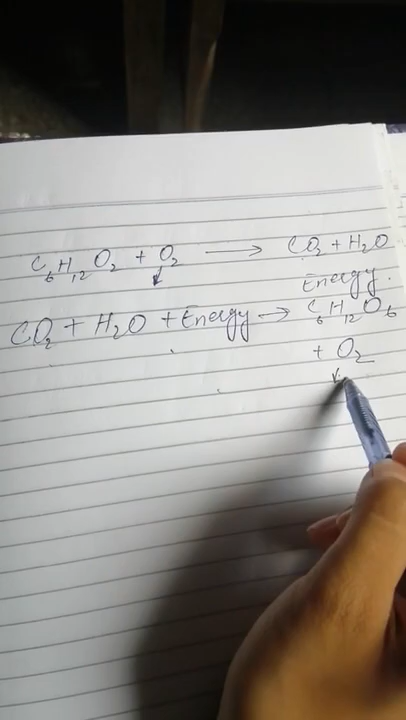 C₆H₁₂O₂ + O₂ → CO₂ + H₂O
Energy.
CO₂ + H₂O + Energy → C₆H₁₂O₆
+ O₂